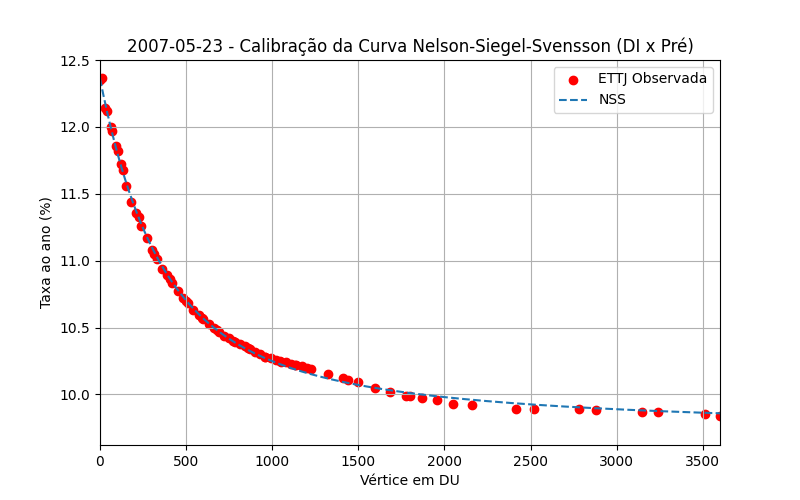 2007-05-23 - Calibração da Curva Nelson-Siegel-Svensson (DI x Pré)
ETTJ Observada
NSS
Taxa ao ano (%)
12.5
12.0
11.5
11.0
10.5
10.0
0 500 1000 1500 2000 2500 3000 3500
Vértice em DU